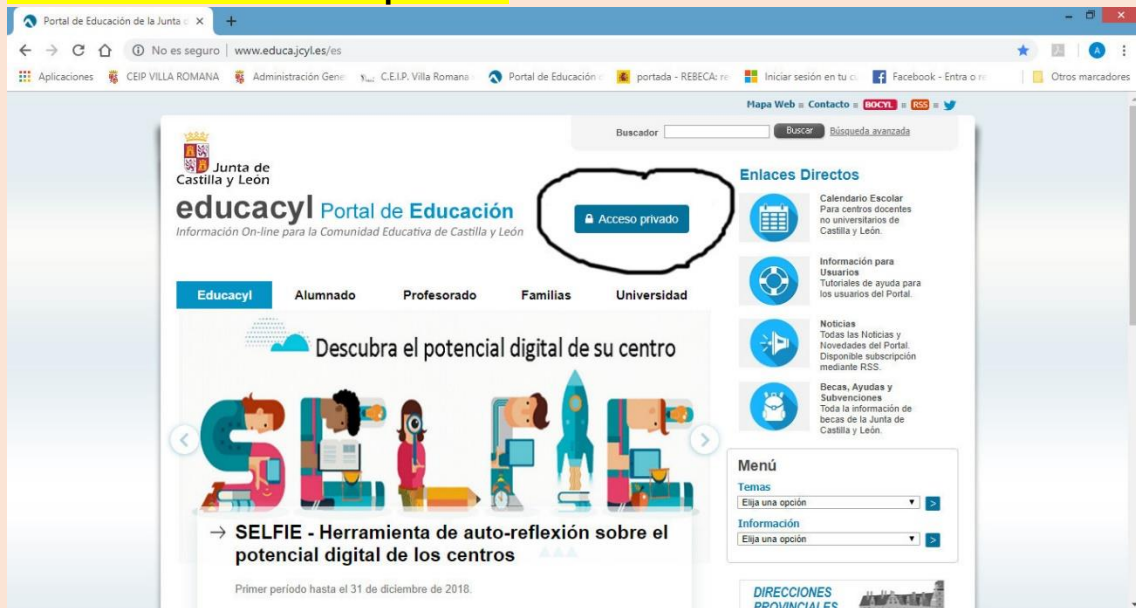 Portal de Educación de la Junta
No es seguro | www.educa.jcyl.es/es
Aplicaciones CEIP VILLA ROMANA Administración Gene C.E.I.P. Villa Romana Portal de Educación portada - REBECA: re Iniciar sesión en tu cu Facebook - Entra o re Otros marcadores
Mapa Web Contacto BOCYL RSS
Buscador Buscar Búsqueda avanzada
Junta de
Castilla y León
educacyl Portal de Educación
Información On-line para la Comunidad Educativa de Castilla y León
Acceso privado
Educacyl Alumnado Profesorado Familias Universidad
Descubra el potencial digital de su centro
SELFIE
SELFIE - Herramienta de auto-reflexión sobre el
potencial digital de los centros
Primer período hasta el 31 de diciembre de 2018.
Enlaces Directos
Calendario Escolar
Para centros docentes
no universitarios de
Castilla y León.
Información para
Usuarios
Tutoriales de ayuda para
los usuarios del Portal.
Noticias
Todas las Noticias y
Novedades del Portal.
Disponible subscripción
mediante RSS.
Becas, Ayudas y
Subvenciones
Toda la información de
becas de la Junta de
Castilla y León.
Menú
Temas
Elija una opción
Información
Elija una opción
DIRECCIONES
PROVINCIALES